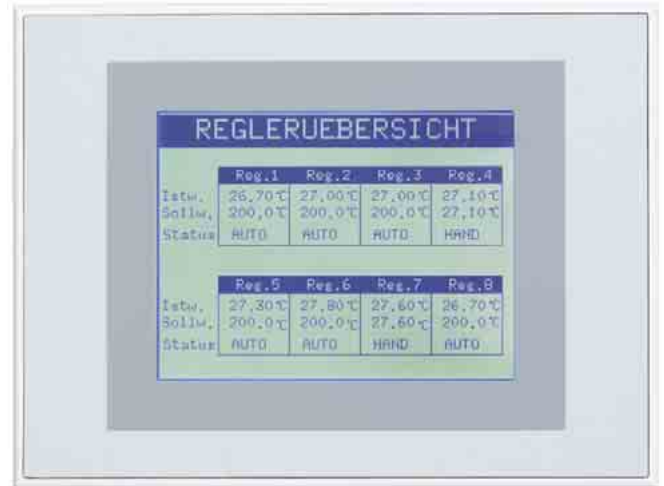 REGLERUEBERSICHT
Reg.1 Reg.2 Reg.3 Reg.4
Istw. 26.70℃ 27.00℃ 27.00℃ 27.10℃
Sollw. 200.0℃ 200.0℃ 200.0℃ 27.10℃
Status AUTO AUTO AUTO HAND
Reg.5 Reg.6 Reg.7 Reg.8
Istw. 27.30℃ 27.80℃ 27.60℃ 26.70℃
Sollw. 200.0℃ 200.0℃ 27.60℃ 200.0℃
Status AUTO AUTO HAND AUTO